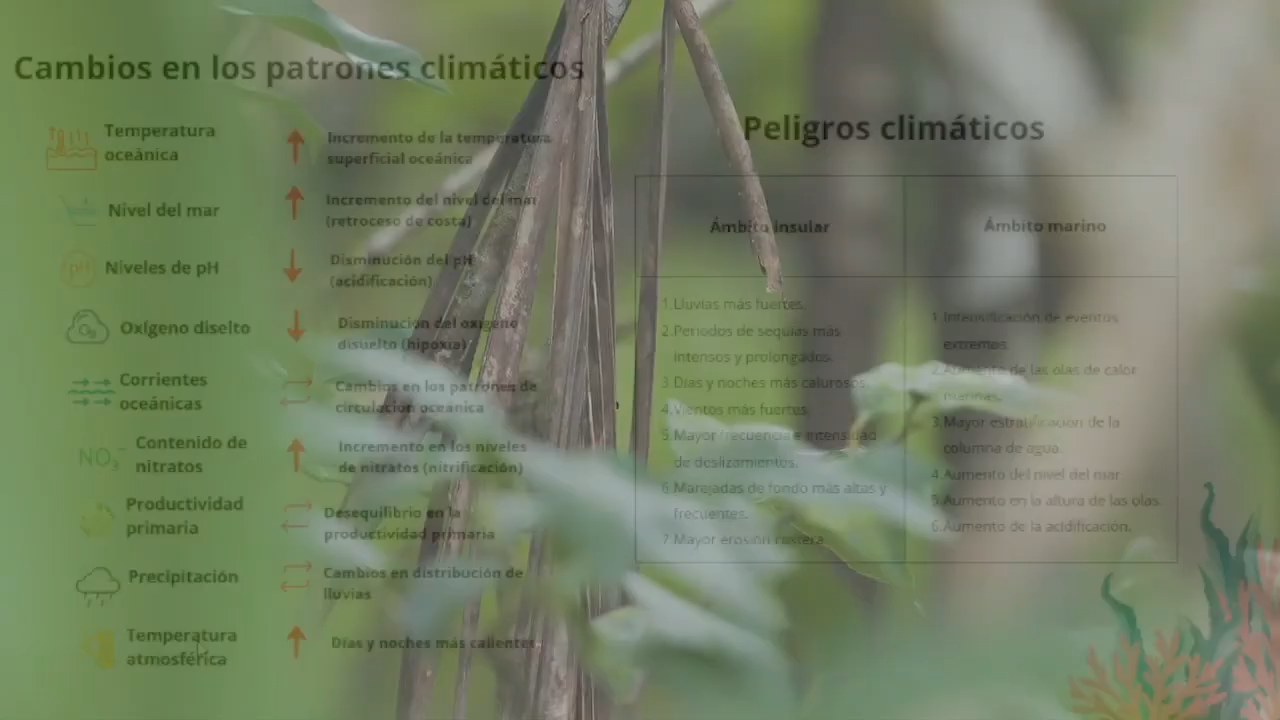 Cambios en los patrones climáticos
Temperatura
oceánica
Incremento de la temperatura
superficial oceánica
Nivel del mar
Incremento del nivel del mar
(retroceso de costa)
pH
Niveles de pH
Disminución del pH
(acidificación)
O₂
Oxígeno diselto
Disminución del oxígeno
disuelto (hipoxia)
Corrientes
oceánicas
Cambios en los patrones de
circulación oceánica
NO₃⁻
Contenido de
nitratos
Incremento en los niveles
de nitratos (nitrificación)
Productividad
primaria
Desequilibrio en la
productividad primaria
Precipitación
Cambios en distribución de
lluvias
Temperatura
atmosférica
Días y noches más calientes
Peligros climáticos
Ámbito insular
1.Lluvias más fuertes.
2.Periodos de sequías más
intensos y prolongados.
3.Días y noches más calurosos.
4.Vientos más fuertes
5.Mayor frecuencia e intensidad
de deslizamientos.
6.Marejadas de fondo más altas y
frecuentes.
7.Mayor erosión costera.
Ámbito marino
1.Intensificación de eventos
extremos.
2.Aumento de las olas de calor
marinas.
3.Mayor estratificación de la
columna de agua.
4.Aumento del nivel del mar
5.Aumento en la altura de las olas.
6.Aumento de la acidificación.